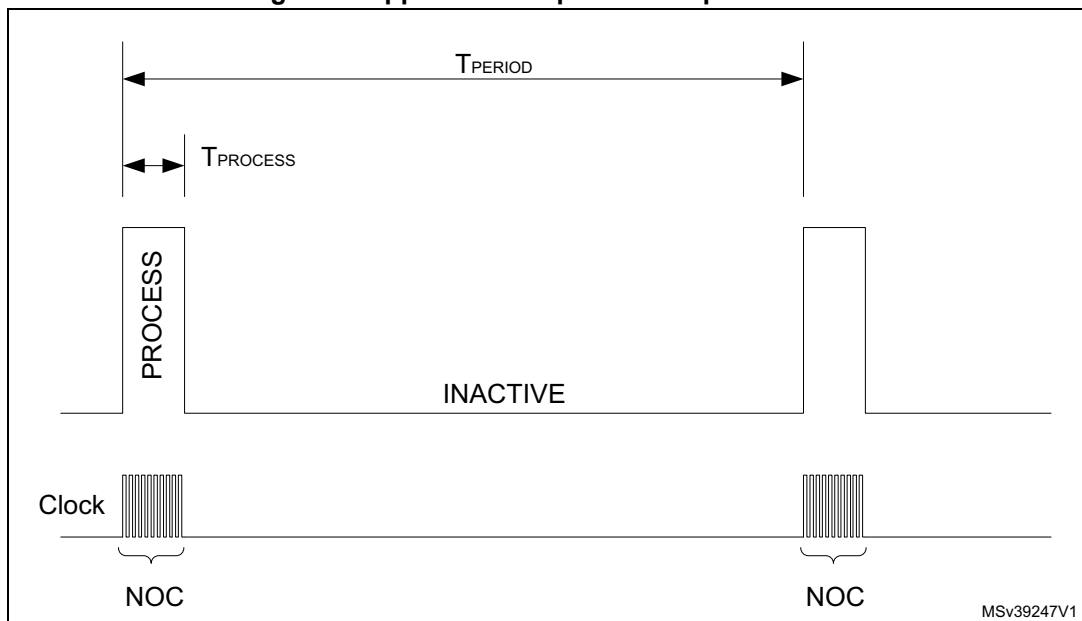 TPERIOD
TPROCESS
PROCESS
INACTIVE
Clock
NOC NOC
MSv39247V1